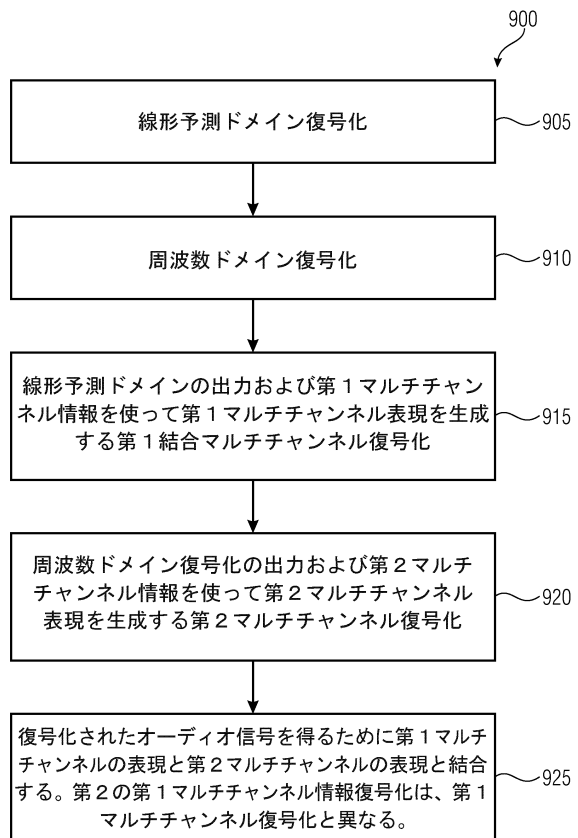 900
線形予測ドメイン復号化
905
周波数ドメイン復号化
910
線形予測ドメインの出力および第1マルチチャン
ネル情報を使って第1マルチチャンネル表現を生成
する第1結合マルチチャンネル復号化
915
周波数ドメイン復号化の出力および第2マルチ
チャンネル情報を使って第2マルチチャンネル
表現を生成する第2マルチチャンネル復号化
920
復号化されたオーディオ信号を得るために第1マルチ
チャンネルの表現と第2マルチチャンネルの表現と結合
する。第2の第1マルチチャンネル情報復号化は、第1
マルチチャンネル復号化と異なる。
925